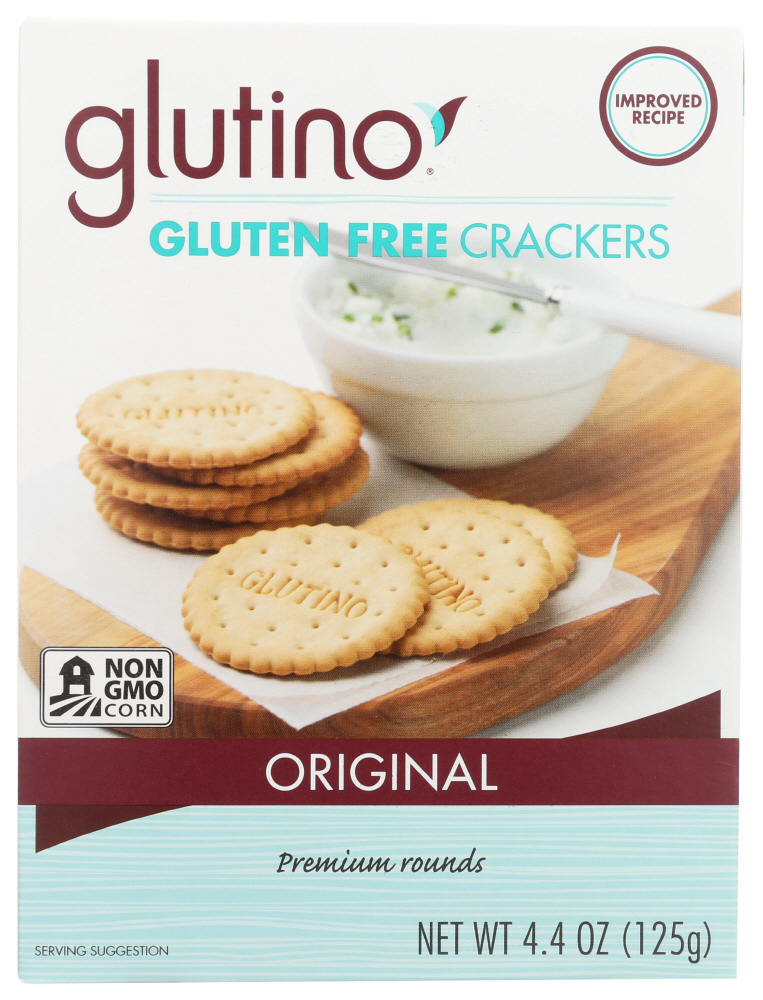 glutino®
IMPROVED
RECIPE
GLUTEN FREE CRACKERS
GLUTINO
GLUTINO
UTINO
NON
GMO
CORN
ORIGINAL
Premium rounds
NET WT 4.4 OZ (125g)
SERVING SUGGESTION